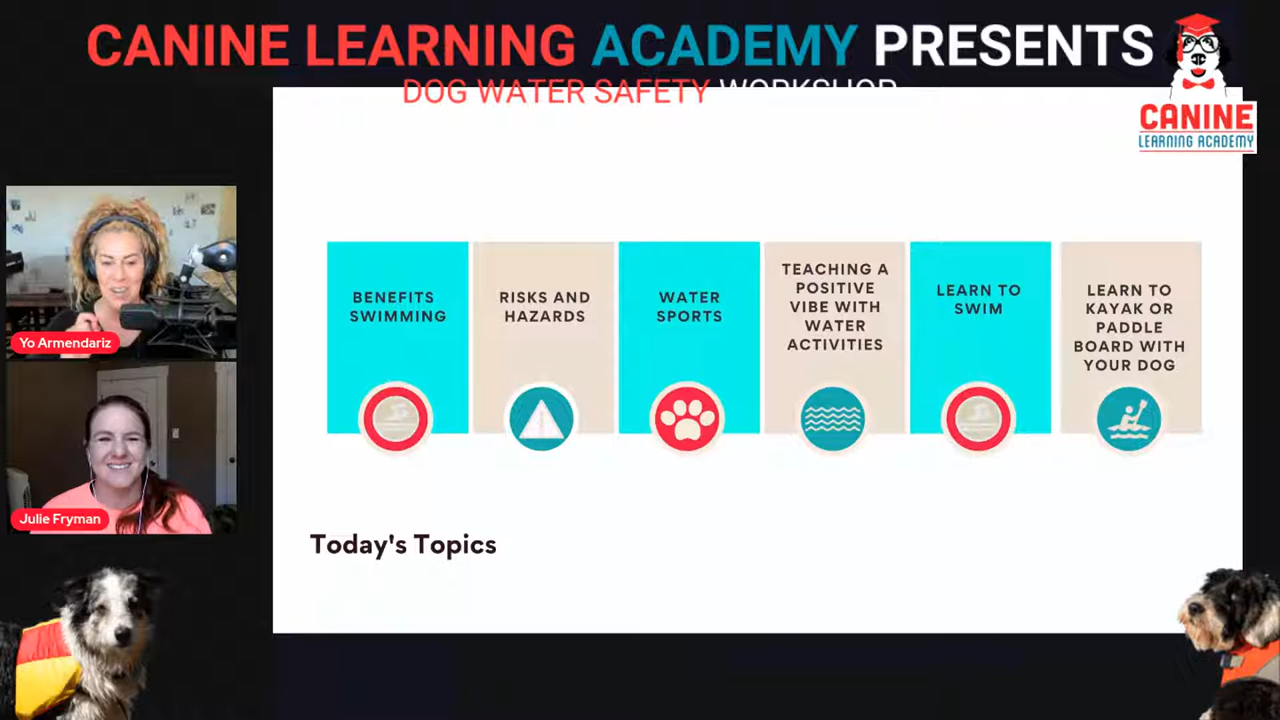 CANINE LEARNING ACADEMY PRESENTS
DOG WATER SAFETY WORKSHOP
CANINE
LEARNING ACADEMY
Yo Armendariz
Julie Fryman
BENEFITS
SWIMMING
RISKS AND
HAZARDS
WATER
SPORTS
TEACHING A
POSITIVE
VIBE WITH
WATER
ACTIVITIES
LEARN TO
SWIM
LEARN TO
KAYAK OR
PADDLE
BOARD WITH
YOUR DOG
Today's Topics